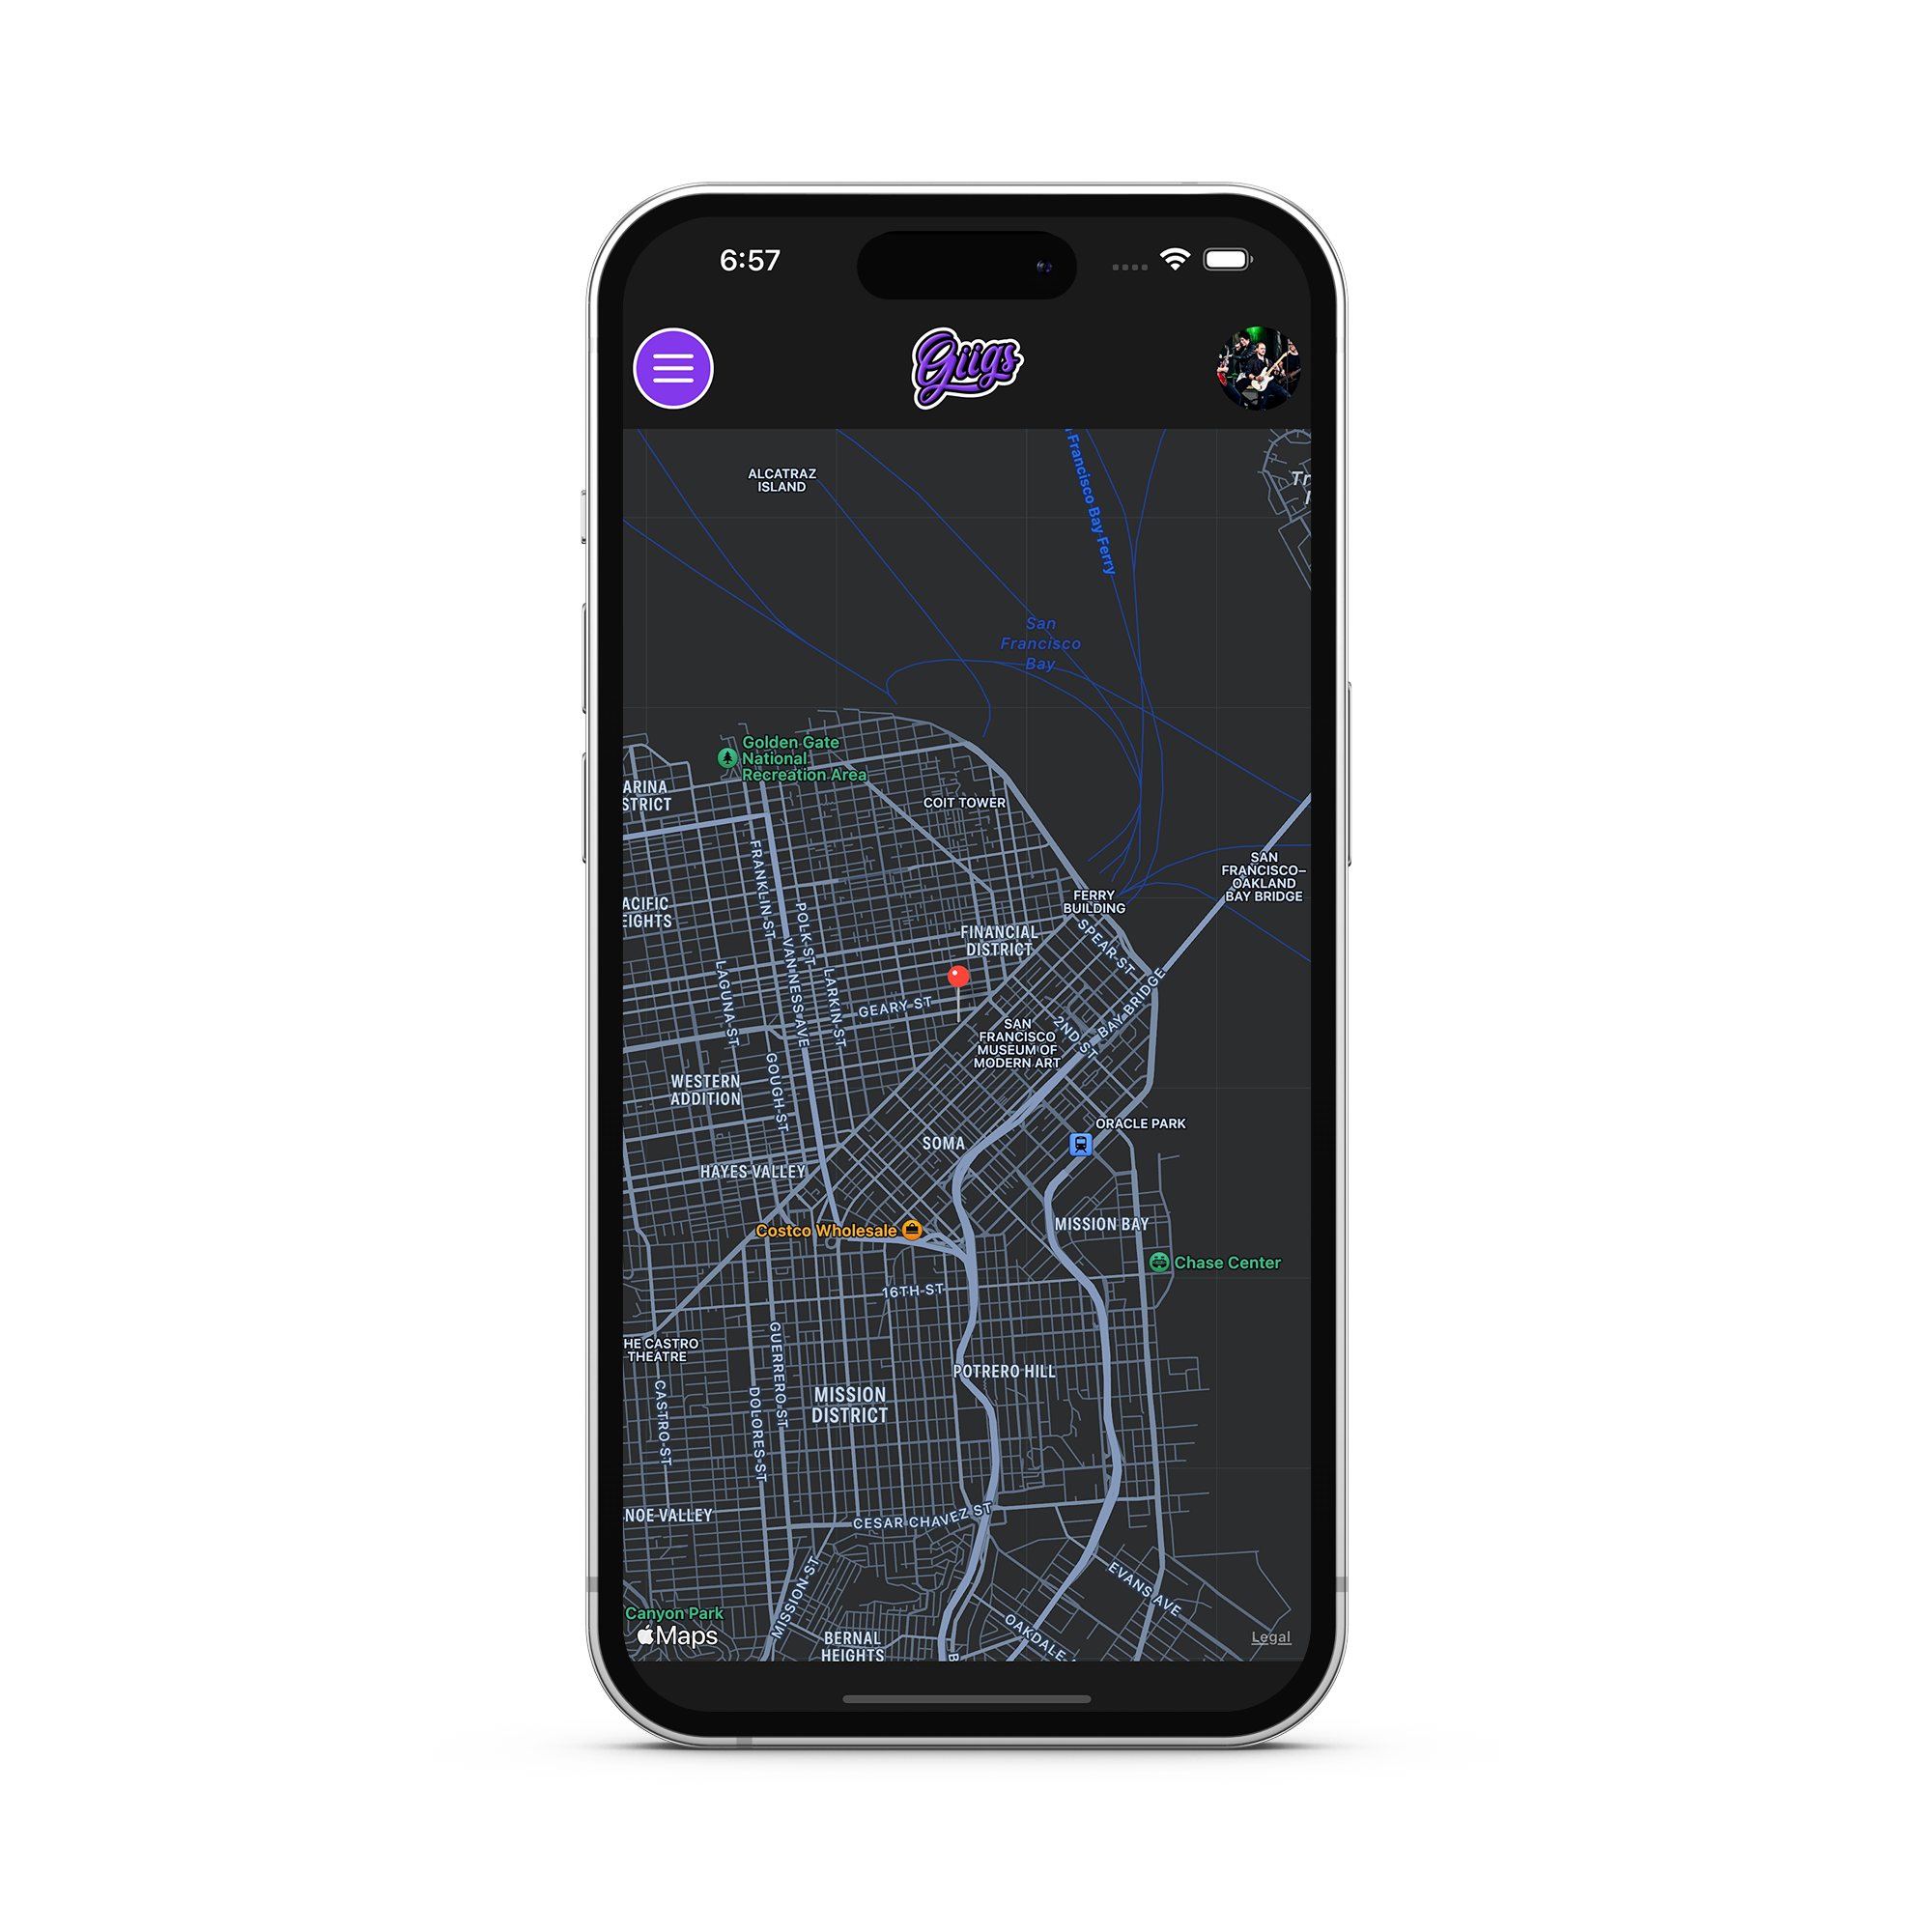 6:57
Giigs
ALCATRAZ
ISLAND
Francisco Bay Ferry
Tr
San
Francisco
Bay
Golden Gate
National
Recreation Area
ARINA
STRICT
COIT TOWER
FRANKLIN ST
SAN
FRANCISCO–
OAKLAND
BAY BRIDGE
ACIFIC
EIGHTS
POLK ST
FERRY
BUILDING
SPEAR ST
FINANCIAL
DISTRICT
VAN NESS AVE
LAGUNA ST
LARKIN ST
GEARY ST
BAY BRIDGE
SAN
FRANCISCO
MUSEUM OF
MODERN ART
2ND ST
GOUGH ST
WESTERN
ADDITION
ORACLE PARK
SOMA
HAYES VALLEY
Costco Wholesale
MISSION BAY
Chase Center
16TH ST
HE CASTRO
THEATRE
GUERRERO ST
POTRERO HILL
CASTRO ST
DOLORES ST
MISSION
DISTRICT
NOE VALLEY
CESAR CHAVEZ ST
MISSION ST
EVANS AVE
Canyon Park
Maps
BERNAL
HEIGHTS
OAKDALE
B
Legal